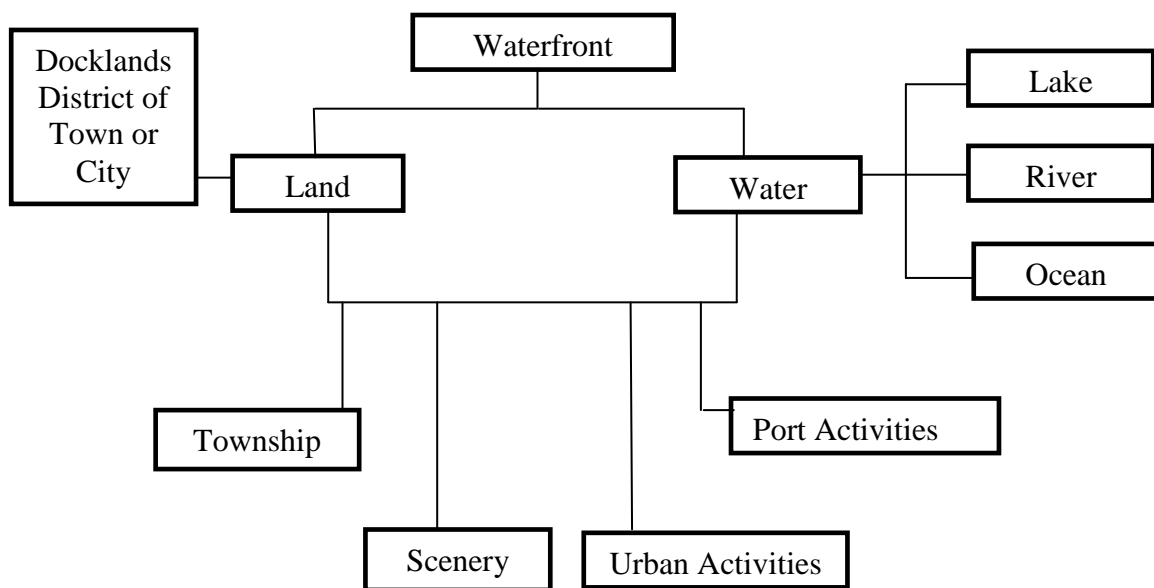 Waterfront
Docklands
District of
Town or
City
Land
Water
Lake
River
Ocean
Township
Port Activities
Scenery
Urban Activities